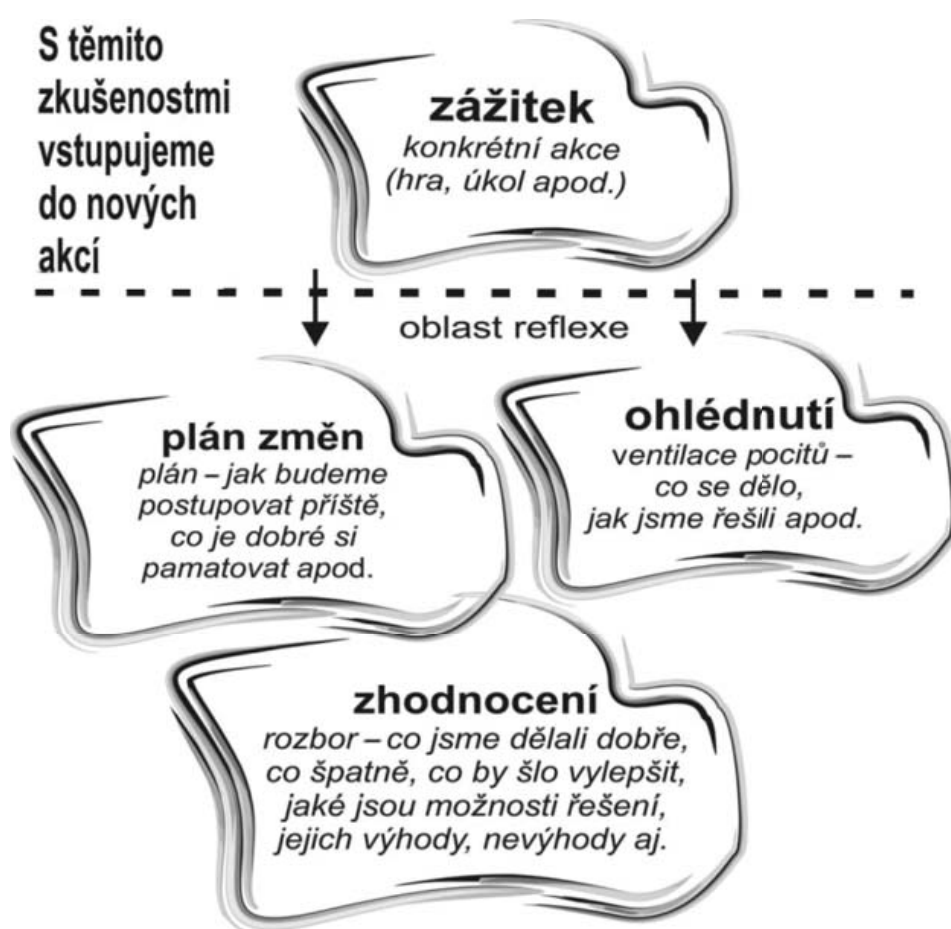 S těmito
zkušenostmi
vstupujeme
do nových
akcí
zážitek
konkrétní akce
(hra, úkol apod.)
oblast reflexe
plán změn
plán – jak budeme
postupovat příště,
co je dobré si
pamatovat apod.
ohlédnutí
ventilace pocitů –
co se dělo,
jak jsme řešili apod.
zhodnocení
rozbor – co jsme dělali dobře,
co špatně, co by šlo vylepšit,
jaké jsou možnosti řešení,
jejich výhody, nevýhody aj.